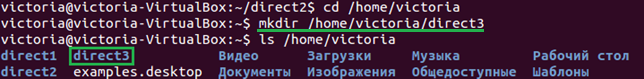 victoria@victoria-VirtualBox:~/direct2$ cd /home/victoria
victoria@victoria-VirtualBox:~$ mkdir /home/victoria/direct3
victoria@victoria-VirtualBox:~$ ls /home/victoria
direct1 direct3 Видео Загрузки Музыка Рабочий стол
direct2 examples.desktop Документы Изображения Общедоступные Шаблоны